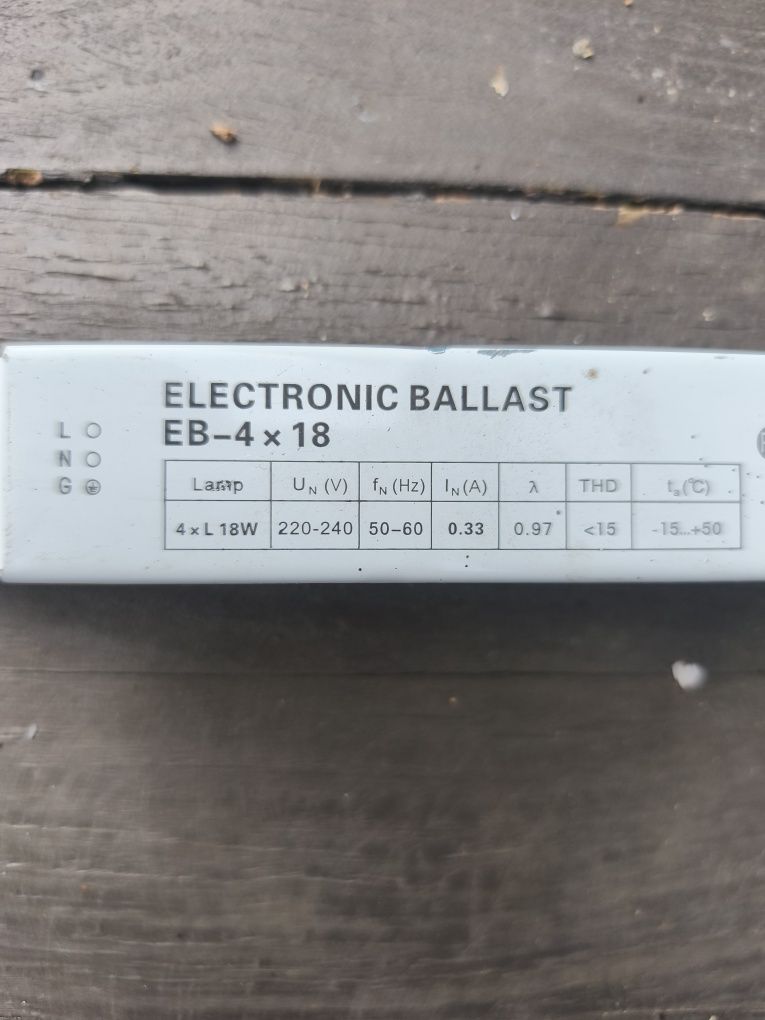 ELECTRONIC BALLAST
EB–4 × 18
L
N
G
Lamp U_N (V) f_N (Hz) I_N (A) λ THD t_a (°C)
4 × L 18W 220-240 50–60 0.33 0.97 <15 -15...+50